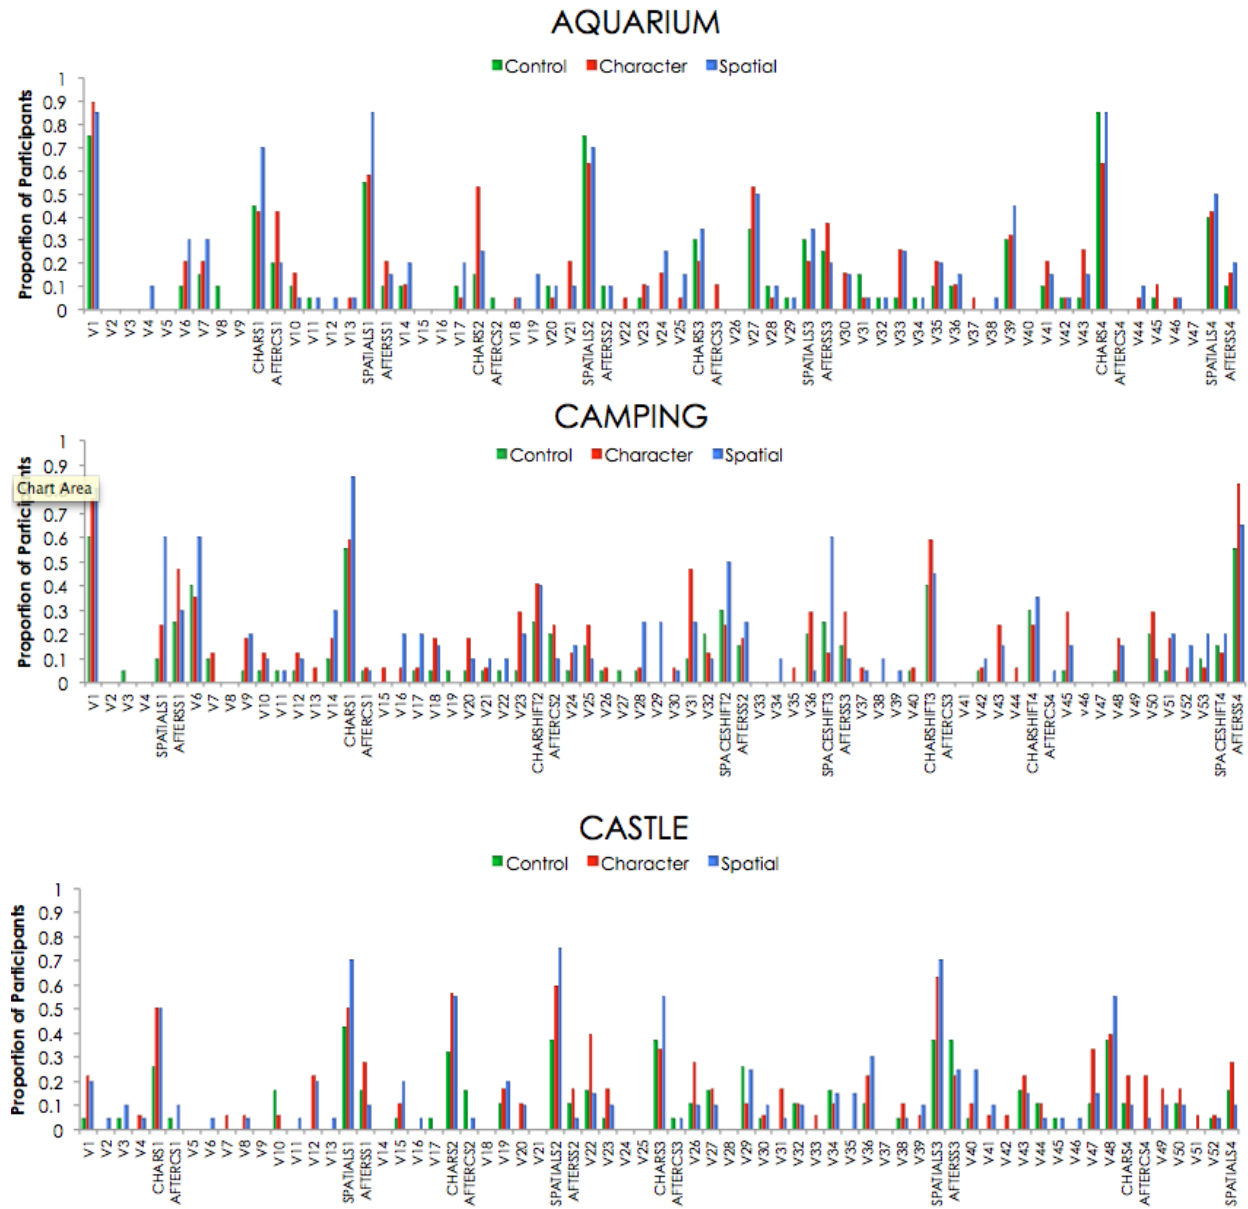 AQUARIUM
Control Character Spatial
Proportion of Participants
1
0.9
0.8
0.7
0.6
0.5
0.4
0.3
0.2
0.1
0
V1 V2 V3 V4 V5 V6 V7 V8 V9 CHARS1 AFTERCS1 V10 V11 V12 V13 SPATIALS1 AFTERSS1 V14 V15 V16 V17 CHARS2 AFTERCS2 V18 V19 V20 V21 SPATIALS2 AFTERSS2 V22 V23 V24 V25 CHARS3 AFTERCS3 V26 V27 V28 V29 SPATIALS3 AFTERSS3 V30 V31 V32 V33 V34 V35 V36 V37 V38 V39 V40 V41 V42 V43 CHARS4 AFTERCS4 V44 V45 V46 V47 SPATIALS4 AFTERSS4
CAMPING
Control Character Spatial
Proportion of Participants
1
0.9
Chart Area
0.7
0.6
0.5
0.4
0.3
0.2
0.1
0
V1 V2 V3 V4 SPATIALS1 AFTERSS1 V6 V7 V8 V9 V10 V11 V12 V13 V14 CHARS1 AFTERCS1 V15 V16 V17 V18 V19 V20 V21 V22 V23 CHARSHIFT2 AFTERCS2 V24 V25 V26 V27 V28 V29 V30 V31 V32 SPACESHIFT2 AFTERSS2 V33 V34 V35 V36 SPACESHIFT3 AFTERSS3 V37 V38 V39 V40 CHARSHIFT3 AFTERCS3 V41 V42 V43 V44 CHARSHIFT4 AFTERCS4 V45 V46 V47 V48 V49 V50 V51 V52 V53 SPACESHIFT4 AFTERSS4
CASTLE
Control Character Spatial
Proportion of Participants
1
0.9
0.8
0.7
0.6
0.5
0.4
0.3
0.2
0.1
0
V1 V2 V3 V4 CHARS1 AFTERCS1 V5 V6 V7 V8 V9 V10 V11 V12 V13 SPATIALS1 AFTERSS1 V14 V15 V16 V17 CHARS2 AFTERCS2 V18 V19 V20 V21 SPATIALS2 AFTERSS2 V22 V23 V24 V25 CHARS3 AFTERCS3 V26 V27 V28 V29 V30 V31 V32 V33 V34 V35 V36 V37 V38 V39 SPATIALS3 AFTERSS3 V40 V41 V42 V43 V44 V45 V46 V47 V48 CHARS4 AFTERCS4 V49 V50 V51 V52 SPATIALS4